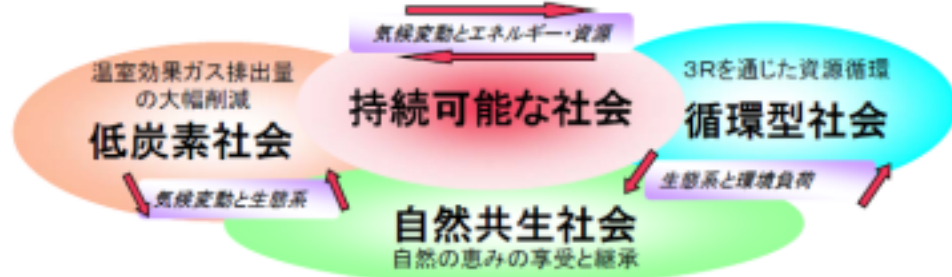 気候変動とエネルギー・資源
温室効果ガス排出量
の大幅削減
低炭素社会
持続可能な社会
3Rを通じた資源循環
循環型社会
気候変動と生態系
生態系と環境負荷
自然共生社会
自然の恵みの享受と継承